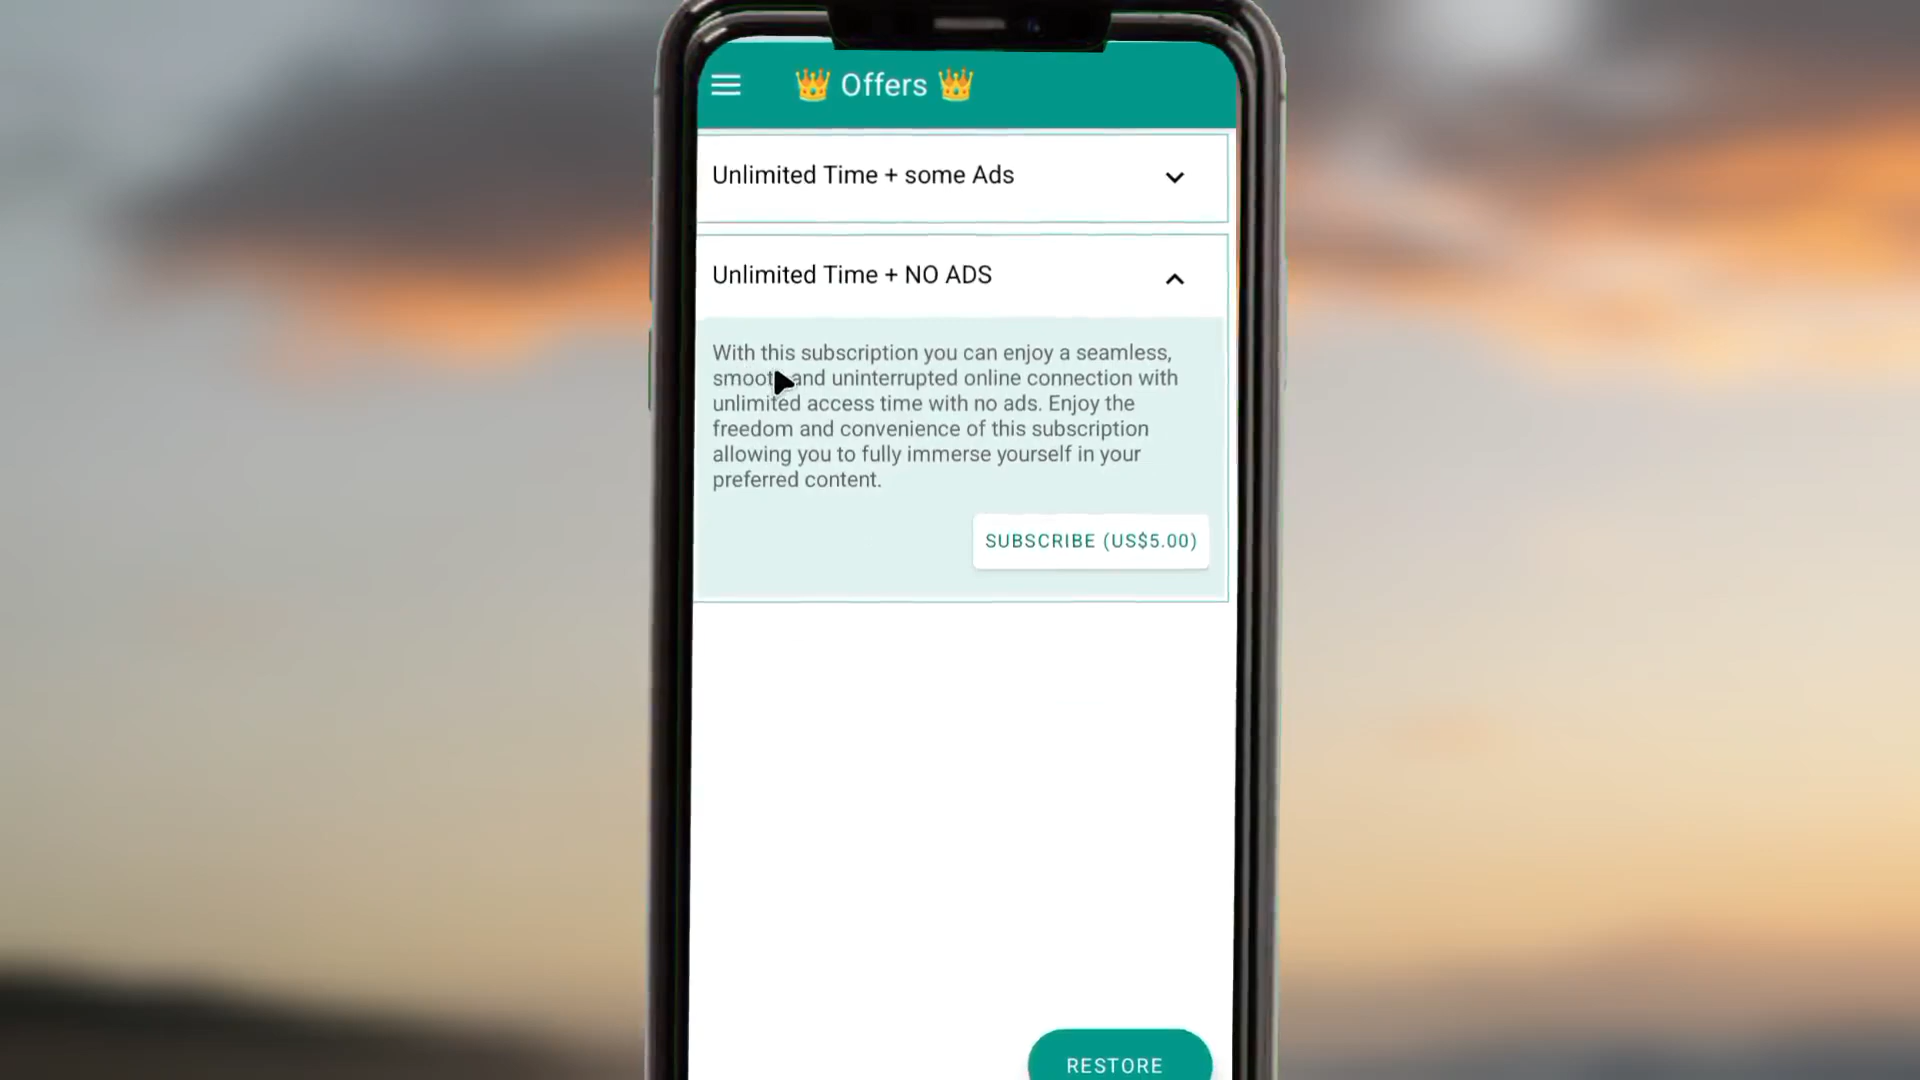 👑 Offers 👑
Unlimited Time + some Ads
Unlimited Time + NO ADS
With this subscription you can enjoy a seamless,
smoot and uninterrupted online connection with
unlimited access time with no ads. Enjoy the
freedom and convenience of this subscription
allowing you to fully immerse yourself in your
preferred content.
SUBSCRIBE (US$5.00)
RESTORE